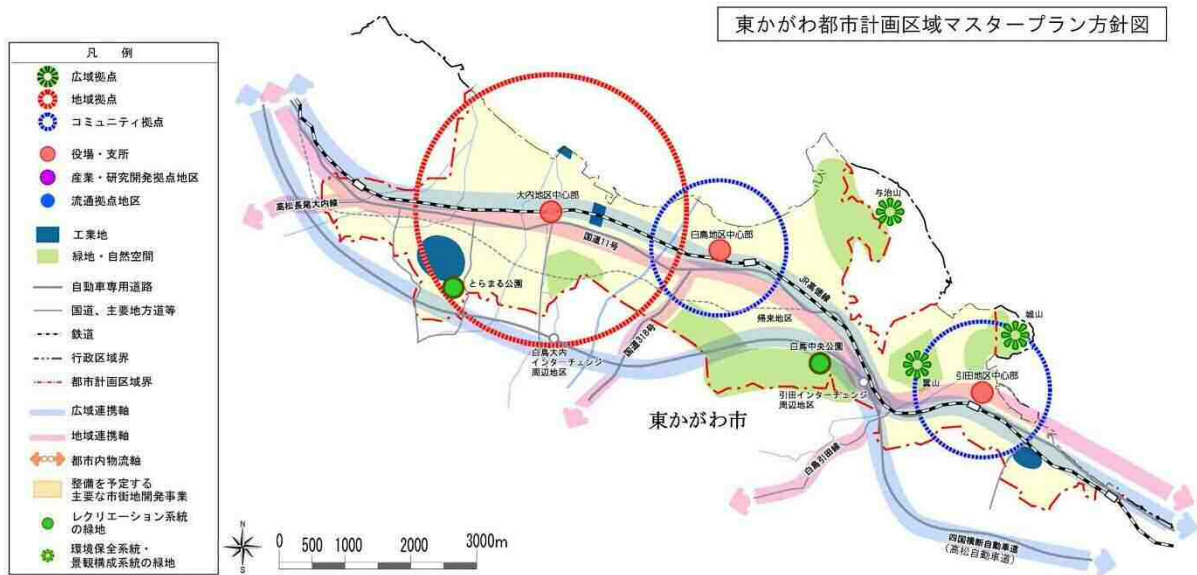 東かがわ都市計画区域マスタープラン方針図
凡 例
広域拠点
地域拠点
コミュニティ拠点
役場・支所
産業・研究開発拠点地区
流通拠点地区
工業地
緑地・自然空間
自動車専用道路
国道、主要地方道等
鉄道
行政区域界
都市計画区域界
広域連携軸
地域連携軸
都市内物流軸
整備を予定する
主要な市街地開発事業
レクリエーション系統
の緑地
環境保全系統・
景観構成系統の緑地
高松長尾大内線
大内地区中心部
国道11号
とらまる公園
白鳥大内
インターチェンジ
周辺地区
国道318号
白鳥地区中心部
JR高徳線
帰来地区
白鳥中央公園
引田インターチェンジ
周辺地区
与治山
城山
翼山
引田地区中心部
東かがわ市
白鳥引田線
四国横断自動車道
(高松自動車道)
N
S
0 500 1000 2000 3000m